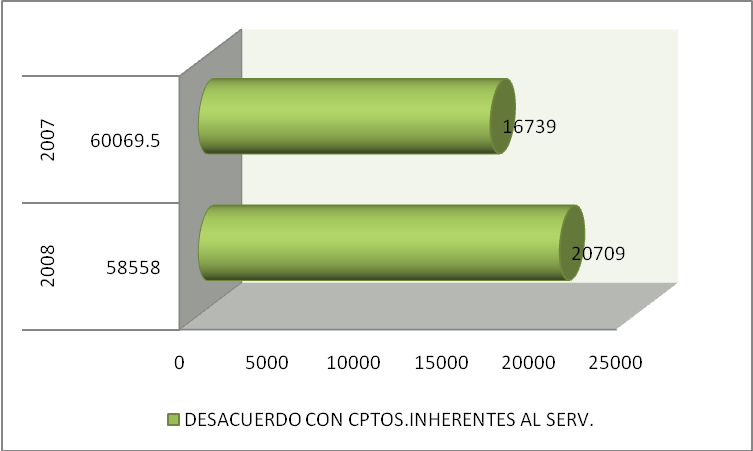 2007 60069.5 16739
2008 58558 20709
0 5000 10000 15000 20000 25000
DESACUERDO CON CPTOS.INHERENTES AL SERV.